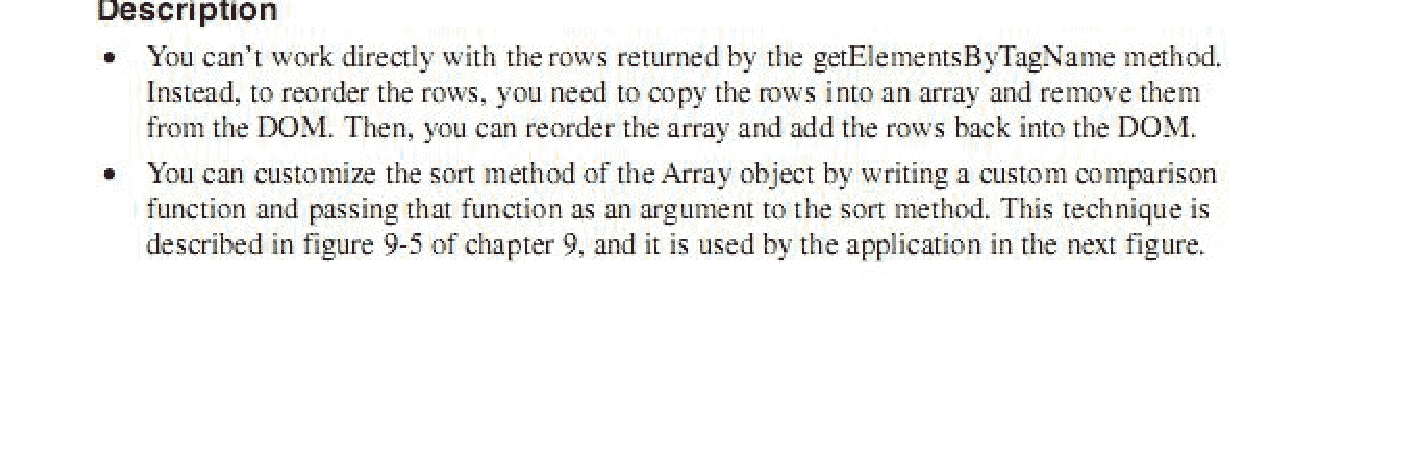 Description
• You can't work directly with the rows returned by the getElementsByTagName method.
Instead, to reorder the rows, you need to copy the rows into an array and remove them
from the DOM. Then, you can reorder the array and add the rows back into the DOM.
• You can customize the sort method of the Array object by writing a custom comparison
function and passing that function as an argument to the sort method. This technique is
described in figure 9-5 of chapter 9, and it is used by the application in the next figure.